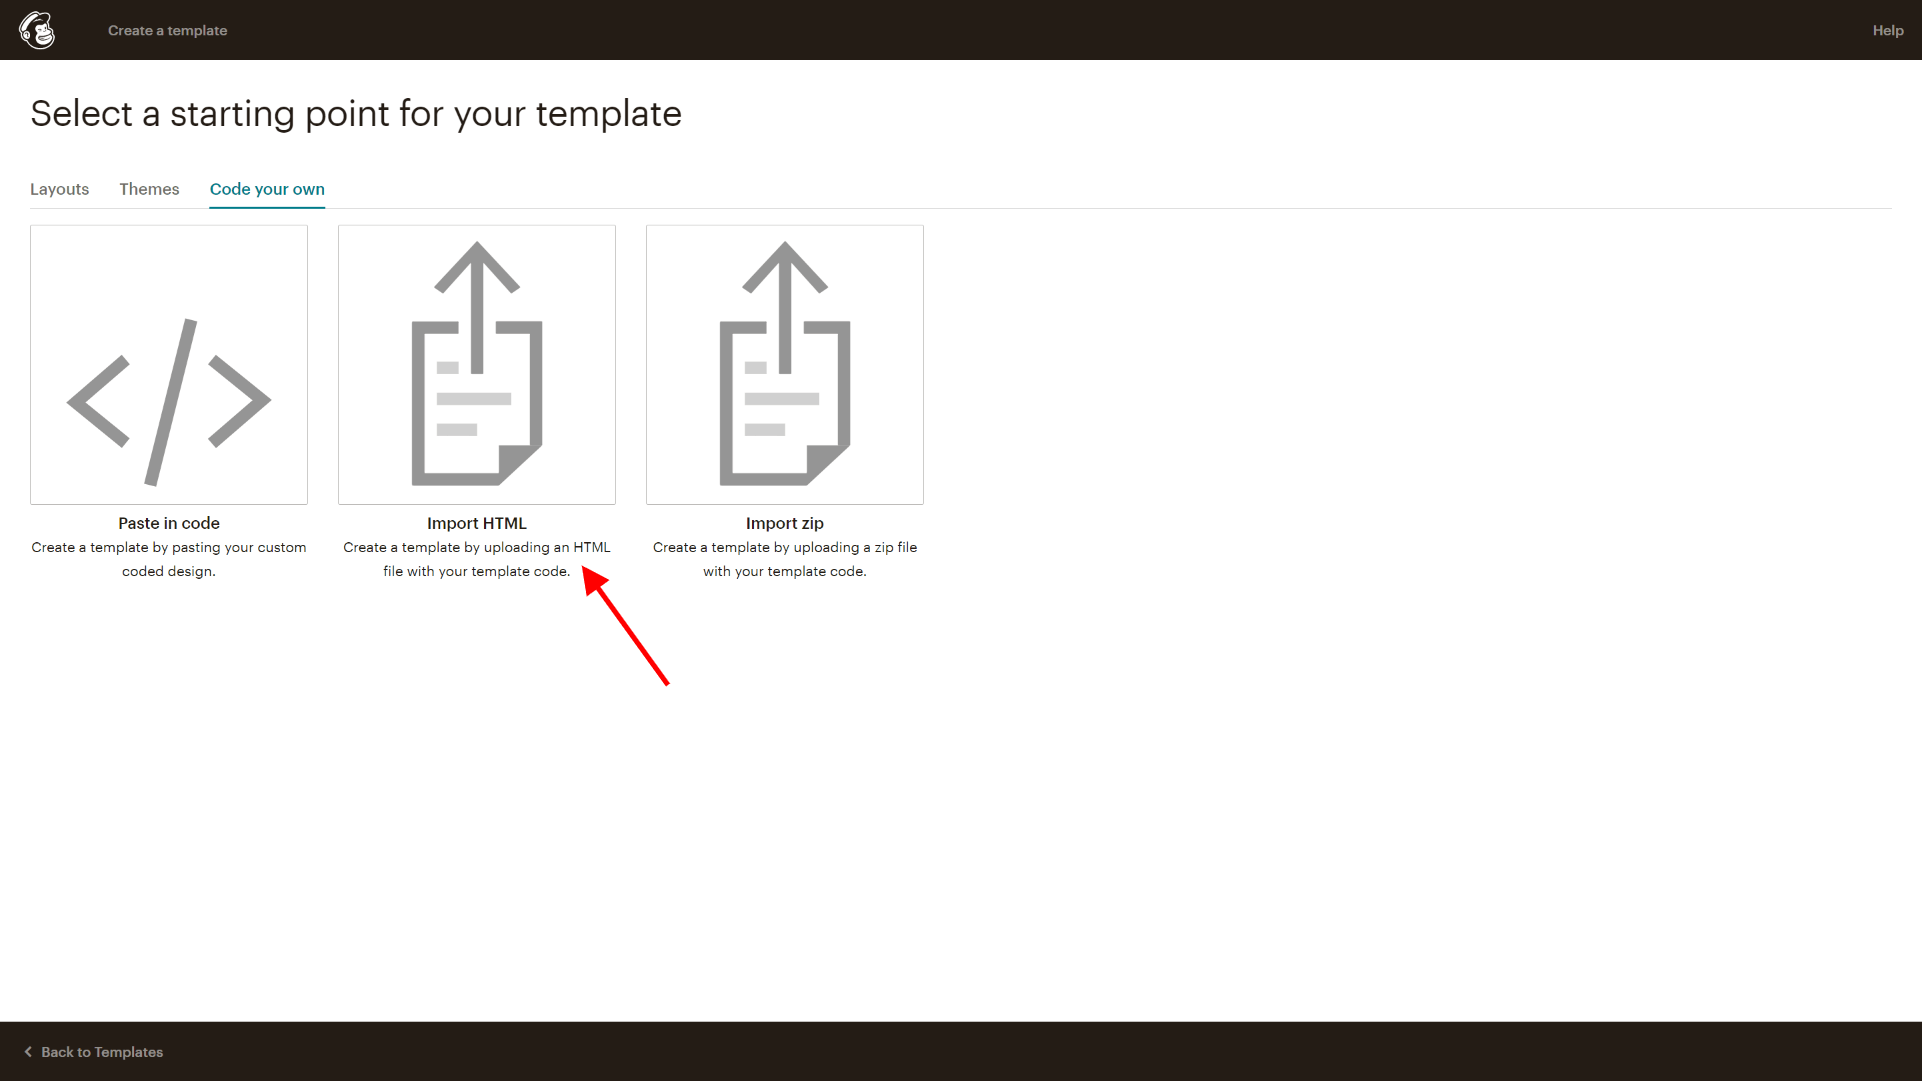 Create a template
Help
Select a starting point for your template
Layouts
Themes
Code your own
Paste in code
Create a template by pasting your custom
coded design.
Import HTML
Create a template by uploading an HTML
file with your template code.
Import zip
Create a template by uploading a zip file
with your template code.
Back to Templates